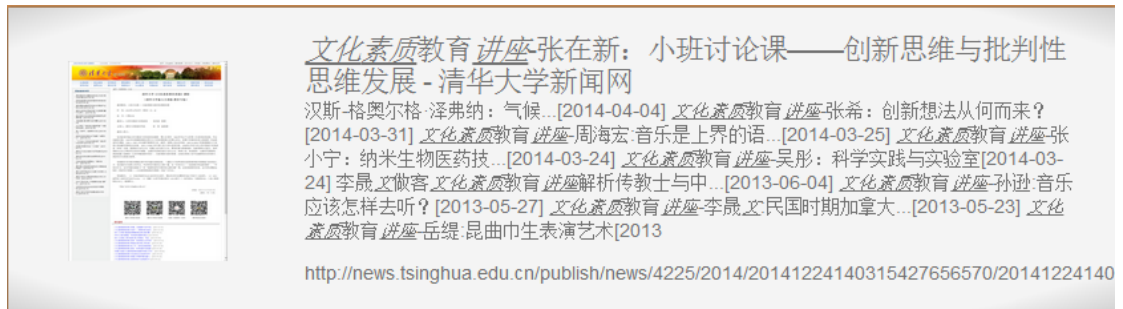 文化素质教育讲座-张在新：小班讨论课——创新思维与批判性
思维发展 - 清华大学新闻网
汉斯-格奥尔格·泽弗纳：气候...[2014-04-04] 文化素质教育讲座-张希：创新想法从何而来？
[2014-03-31] 文化素质教育讲座-周海宏:音乐是上界的语...[2014-03-25] 文化素质教育讲座-张
小宁：纳米生物医药技...[2014-03-24] 文化素质教育讲座-吴彤：科学实践与实验室[2014-03-
24] 李晟文做客文化素质教育讲座解析传教士与中...[2013-06-04] 文化素质教育讲座-孙逊:音乐
应该怎样去听？[2013-05-27] 文化素质教育讲座-李晟文:民国时期加拿大...[2013-05-23] 文化
素质教育讲座-岳缇:昆曲巾生表演艺术[2013
http://news.tsinghua.edu.cn/publish/news/4225/2014/20141224140315427656570/20141224140